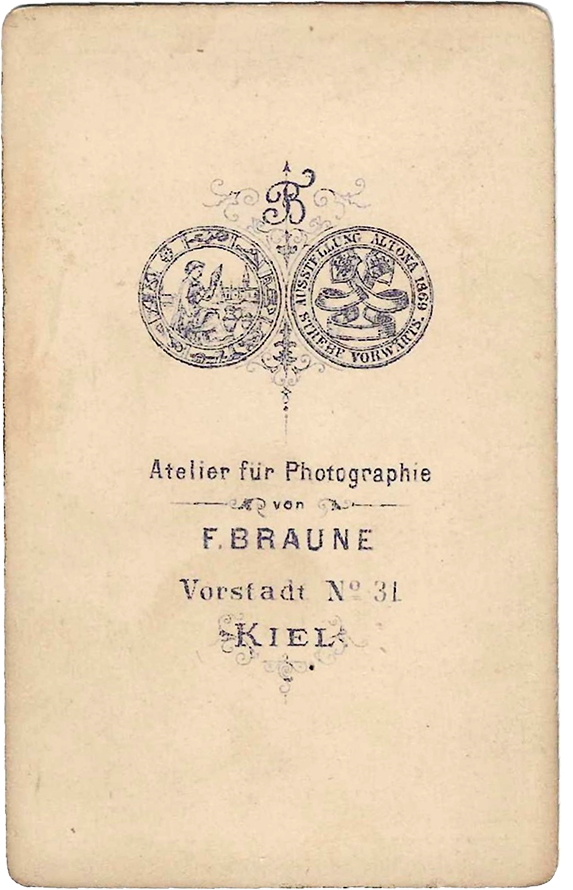 B
AUSSTELLUNG ALTONA 1869
STREBE VORWÄRTS.
Atelier für Photographie
von
F. BRAUNE
Vorstadt Nº 31
KIEL